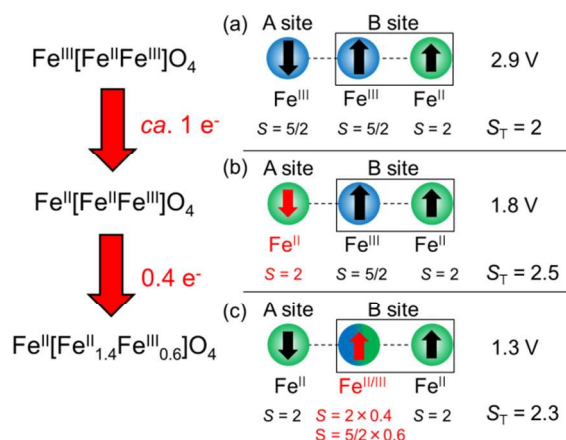 Fe^III[Fe^IIFe^III]O₄
ca. 1 e⁻
Fe^II[Fe^IIFe^III]O₄
0.4 e⁻
Fe^II[Fe^II₁.₄Fe^III₀.₆]O₄
(a) A site B site
2.9 V
Fe^III Fe^III Fe^II
S = 5/2 S = 5/2 S = 2 S_T = 2
(b) A site B site
1.8 V
Fe^II Fe^III Fe^II
S = 2 S = 5/2 S = 2 S_T = 2.5
(c) A site B site
1.3 V
Fe^II Fe^II/III Fe^II
S = 2 S = 2 × 0.4 S = 2 S_T = 2.3
S = 5/2 × 0.6